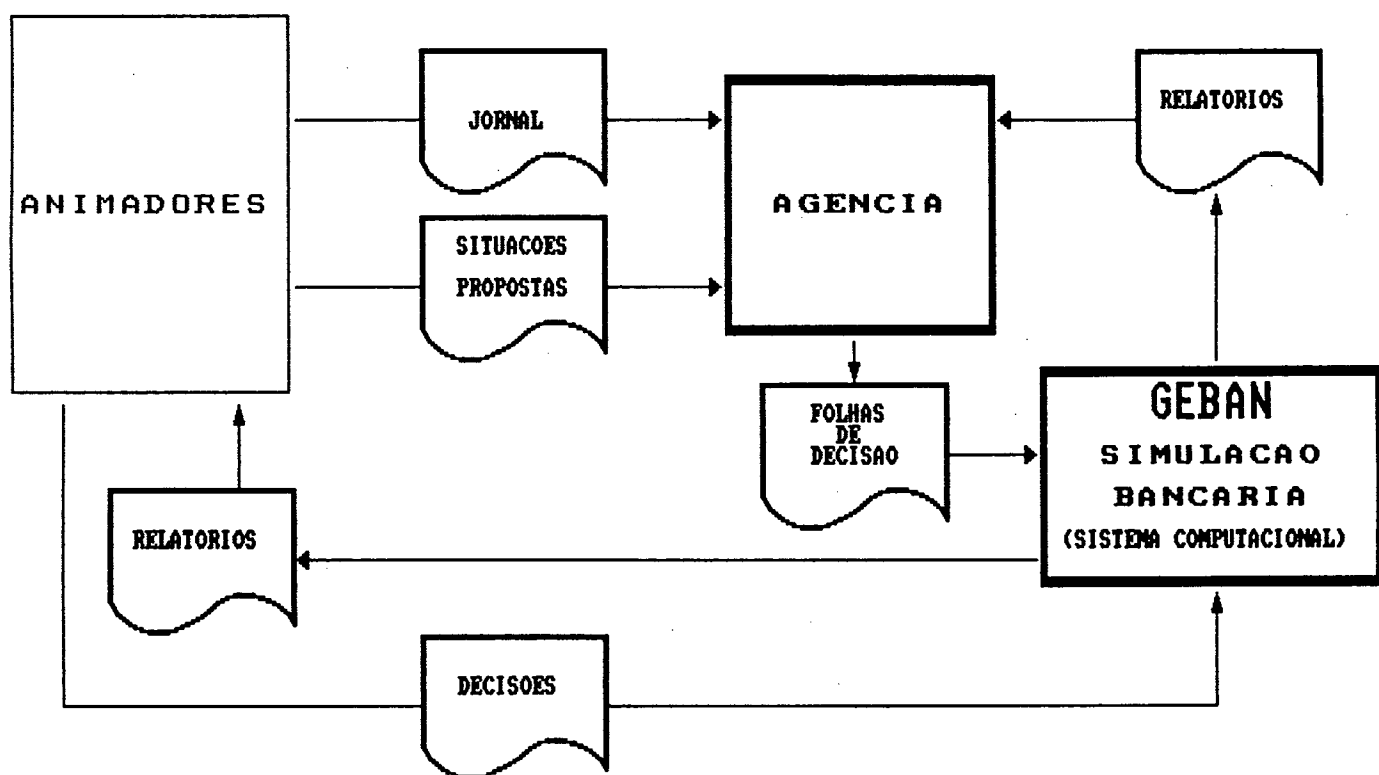 JORNAL
RELATORIOS
ANIMADORES
AGENCIA
SITUACOES
PROPOSTAS
FOLHAS
DE
DECISAO
GEBAN
SIMULACAO
BANCARIA
(SISTEMA COMPUTACIONAL)
RELATORIOS
DECISOES